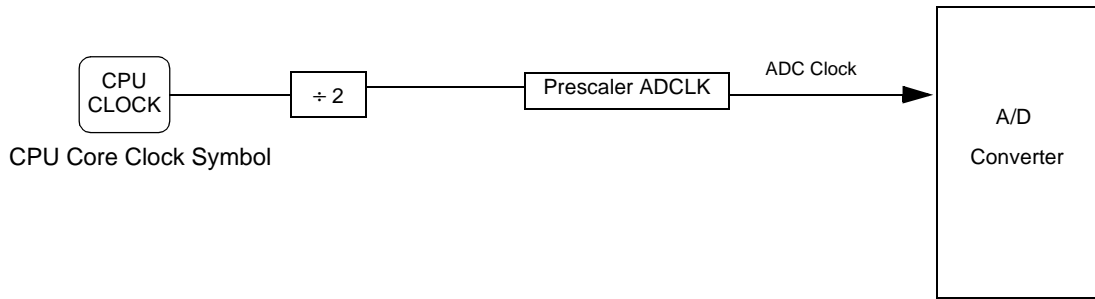 CPU
CLOCK
÷ 2
Prescaler ADCLK
ADC Clock
A/D
Converter
CPU Core Clock Symbol